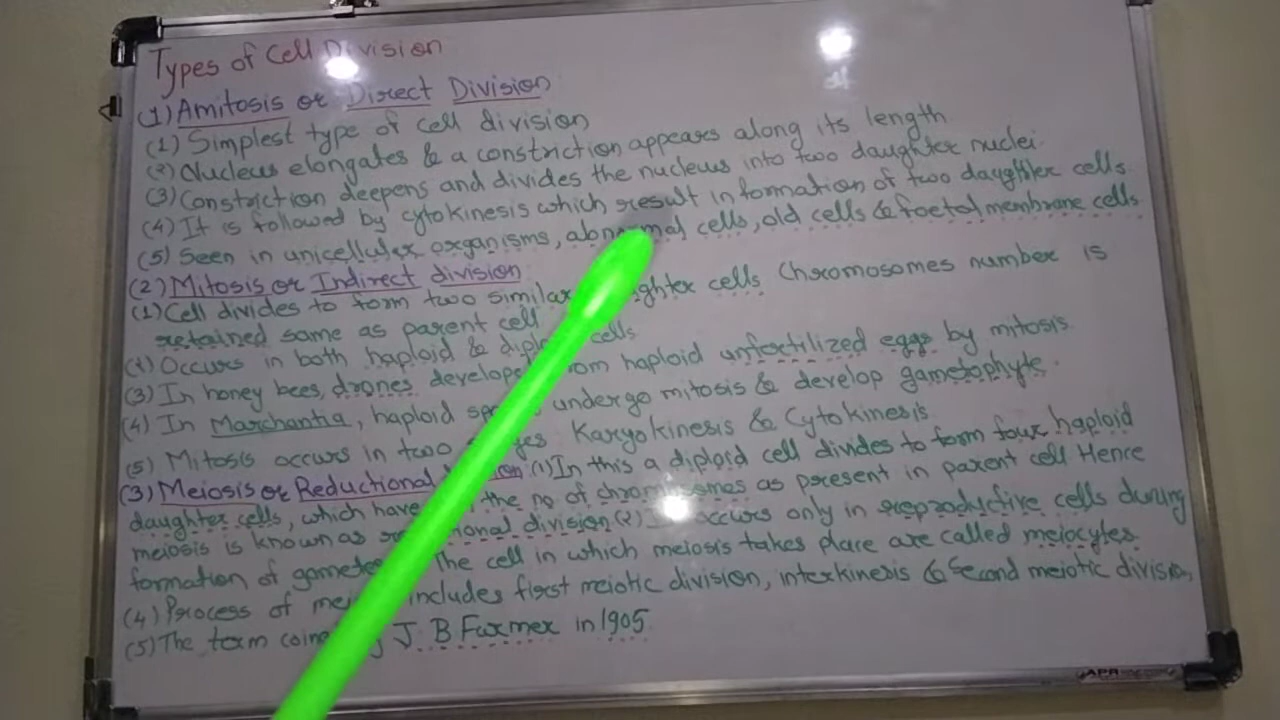 Types of Cell Division
(1) Amitosis or Direct Division
(1) Simplest type of cell division
(2) Nucleus elongates & a constriction appears along its length
(3) Constriction deepens and divides the nucleus into two daughter nuclei.
(4) It is followed by cytokinesis which result in formation of two daughter cells.
(5) Seen in unicellular organisms, abnormal cells, old cells & foetal membrane cells
(2) Mitosis or Indirect division
(1) Cell divides to form two similar daughter cells Chromosomes number is
retained same as parent cell
(2) Occurs in both haploid & diploid cells
(3) In honey bees, drones develope from haploid unfertilized eggs by mitosis.
(4) In Marchantia, haploid undergo mitosis & develop gametophyte.
(5) Mitosis occurs in two Karyokinesis & Cytokinesis.
(3) Meiosis or Reductional (1) In this a diploid cell divides to form four haploid
daughter cells, which have the no of chromosomes as present in parent cell Hence
meiosis is known as (2) occurs only in reproductive cells during
formation of The cell in which meiosis takes place are called meiocytes.
(4) Process of includes first meiotic division, interkinesis & Second meiotic division,
(5) The term J. B Farmer in 1905.
APR